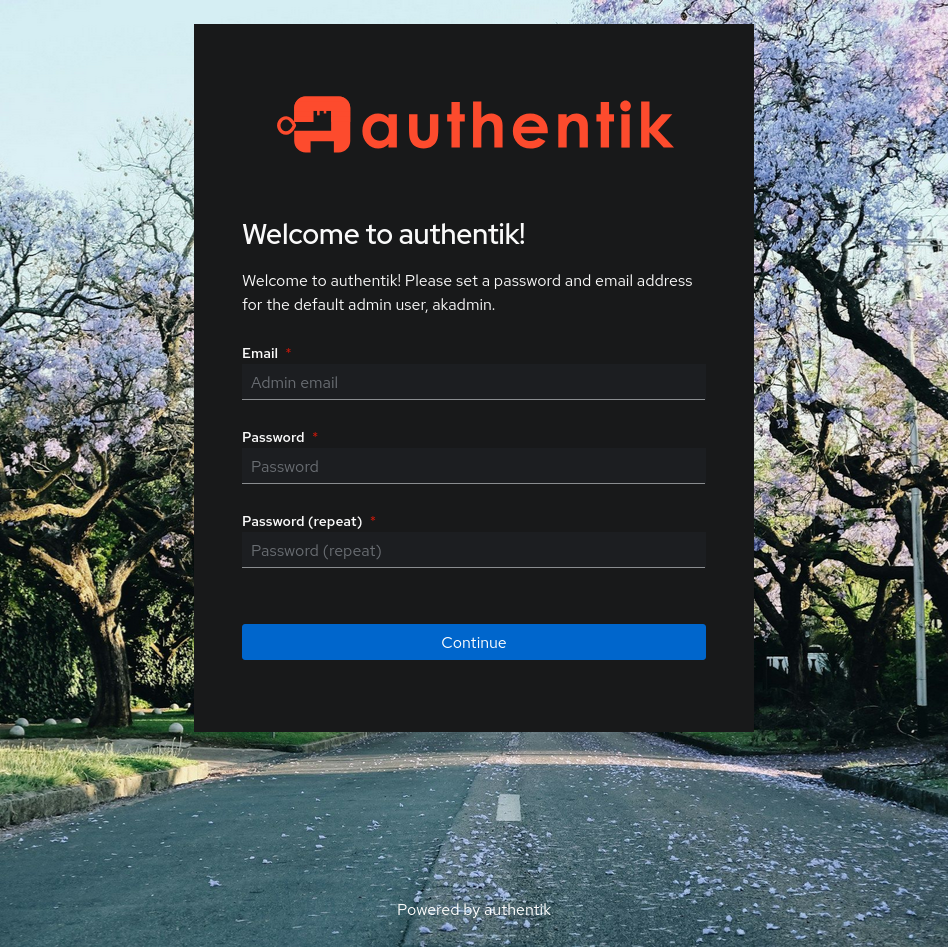 authentik
Welcome to authentik!
Welcome to authentik! Please set a password and email address
for the default admin user, akadmin.
Email *
Admin email
Password *
Password
Password (repeat) *
Password (repeat)
Continue
Powered by authentik